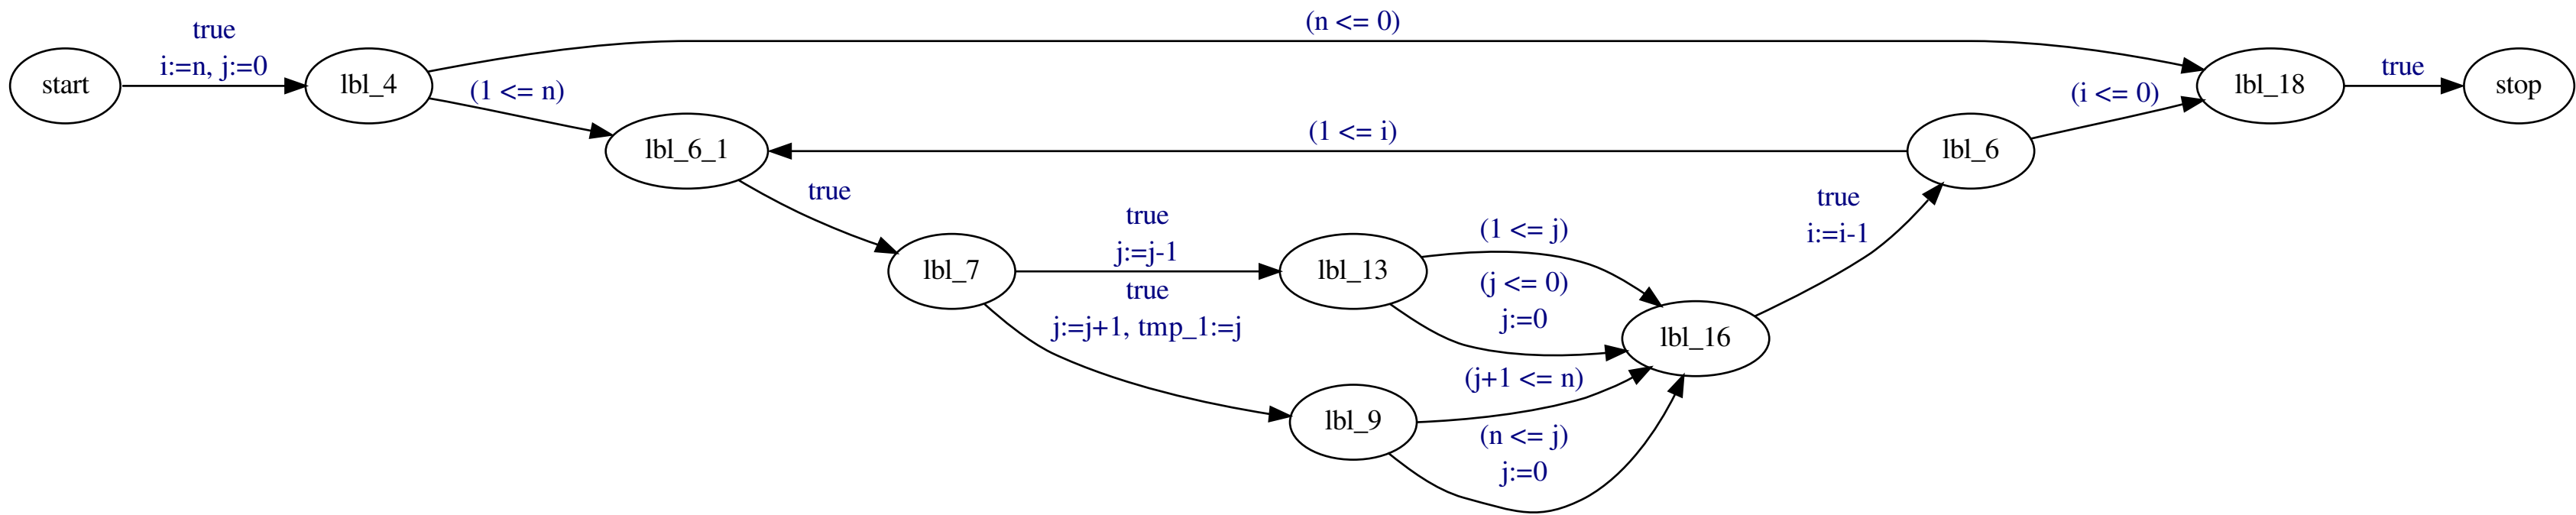 start
true
i:=n, j:=0
lbl_4
(n <= 0)
(1 <= n)
lbl_6_1
(1 <= i)
lbl_6
(i <= 0)
lbl_18
true
stop
true
lbl_7
true
j:=j-1
true
j:=j+1, tmp_1:=j
lbl_13
(1 <= j)
(j <= 0)
j:=0
lbl_16
true
i:=i-1
lbl_9
(j+1 <= n)
(n <= j)
j:=0